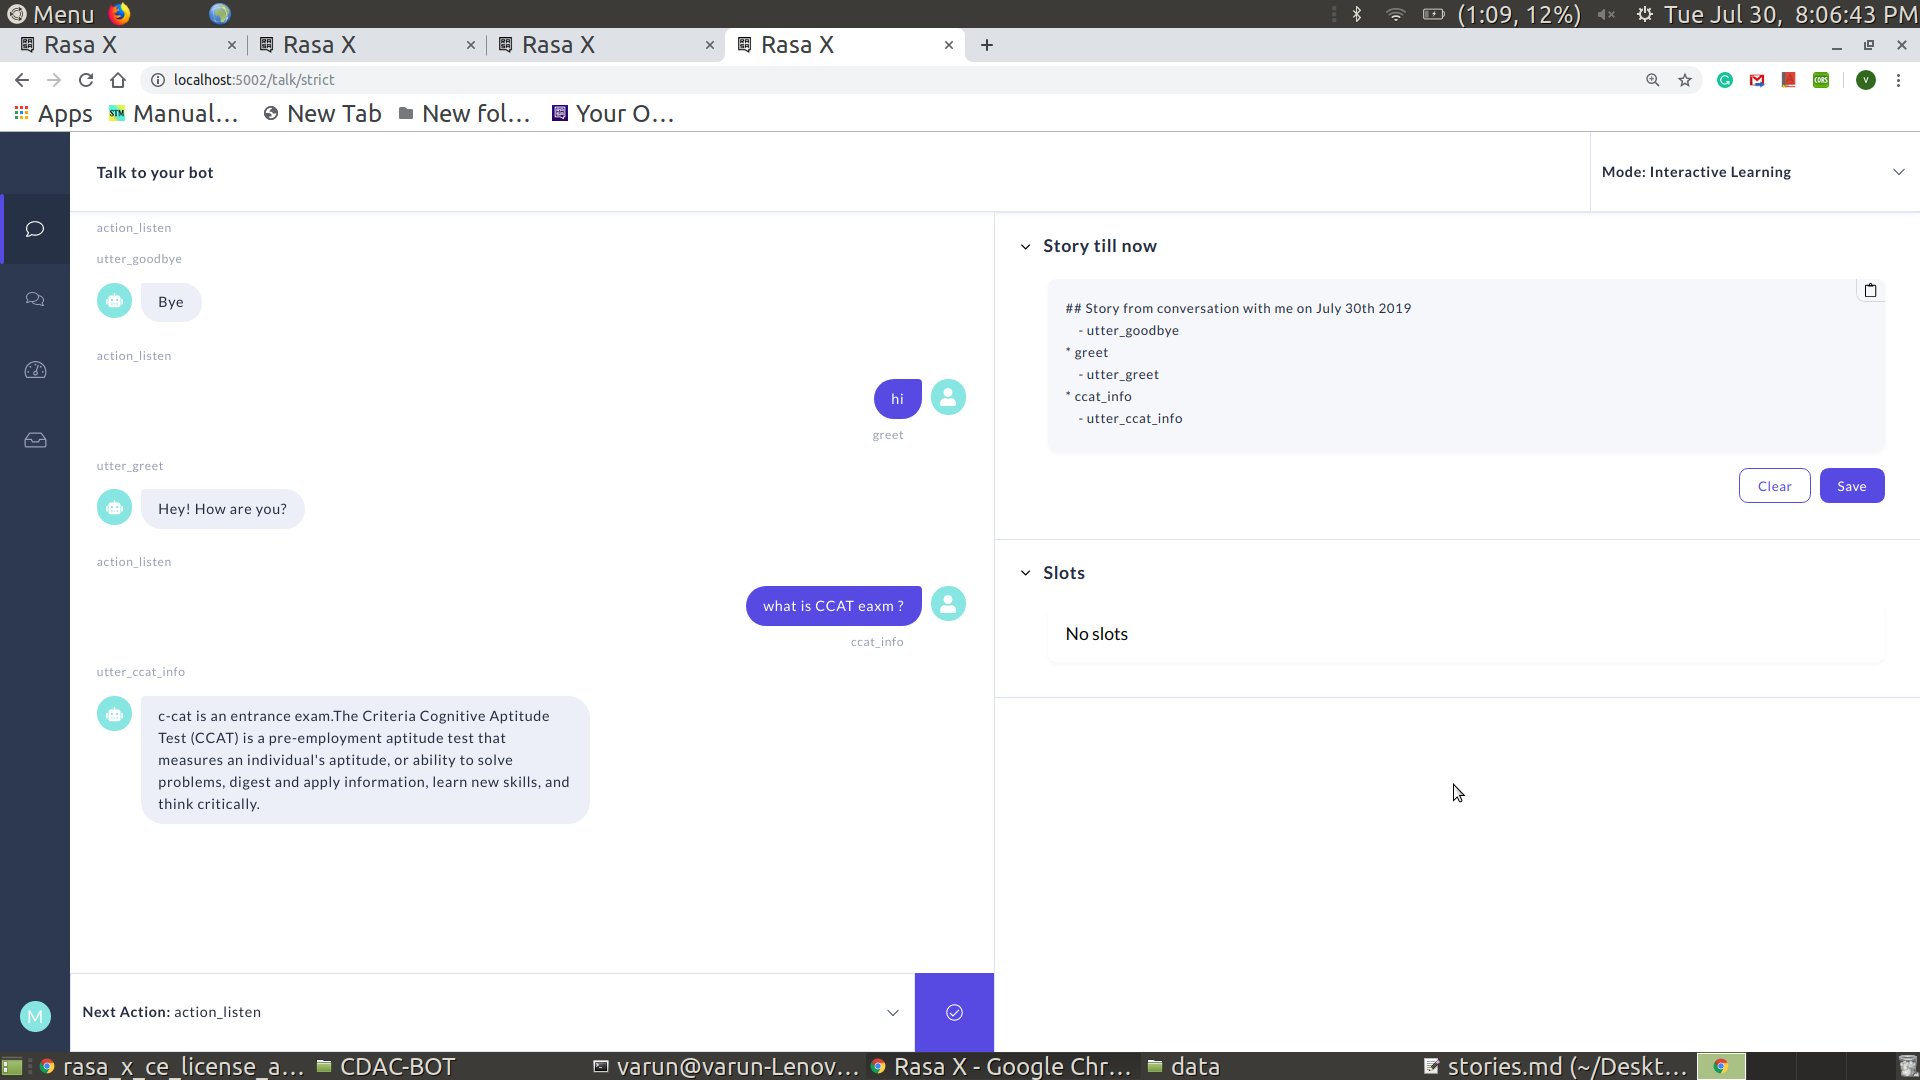 Menu
(1:09, 12%)
Tue Jul 30, 8:06:43 PM
Rasa X
Rasa X
Rasa X
Rasa X
localhost:5002/talk/strict
CORS
V
Apps
STM
Manual...
New Tab
New fol...
Your O...
Talk to your bot
Mode: Interactive Learning
action_listen
utter_goodbye
Bye
action_listen
hi
greet
utter_greet
Hey! How are you?
action_listen
what is CCAT eaxm ?
ccat_info
utter_ccat_info
c-cat is an entrance exam.The Criteria Cognitive Aptitude
Test (CCAT) is a pre-employment aptitude test that
measures an individual's aptitude, or ability to solve
problems, digest and apply information, learn new skills, and
think critically.
Story till now
## Story from conversation with me on July 30th 2019
- utter_goodbye
* greet
- utter_greet
* ccat_info
- utter_ccat_info
Clear
Save
Slots
No slots
M
Next Action: action_listen
rasa_x_ce_license_a...
CDAC-BOT
varun@varun-Lenov...
Rasa X - Google Chr...
data
stories.md (~/Deskt...